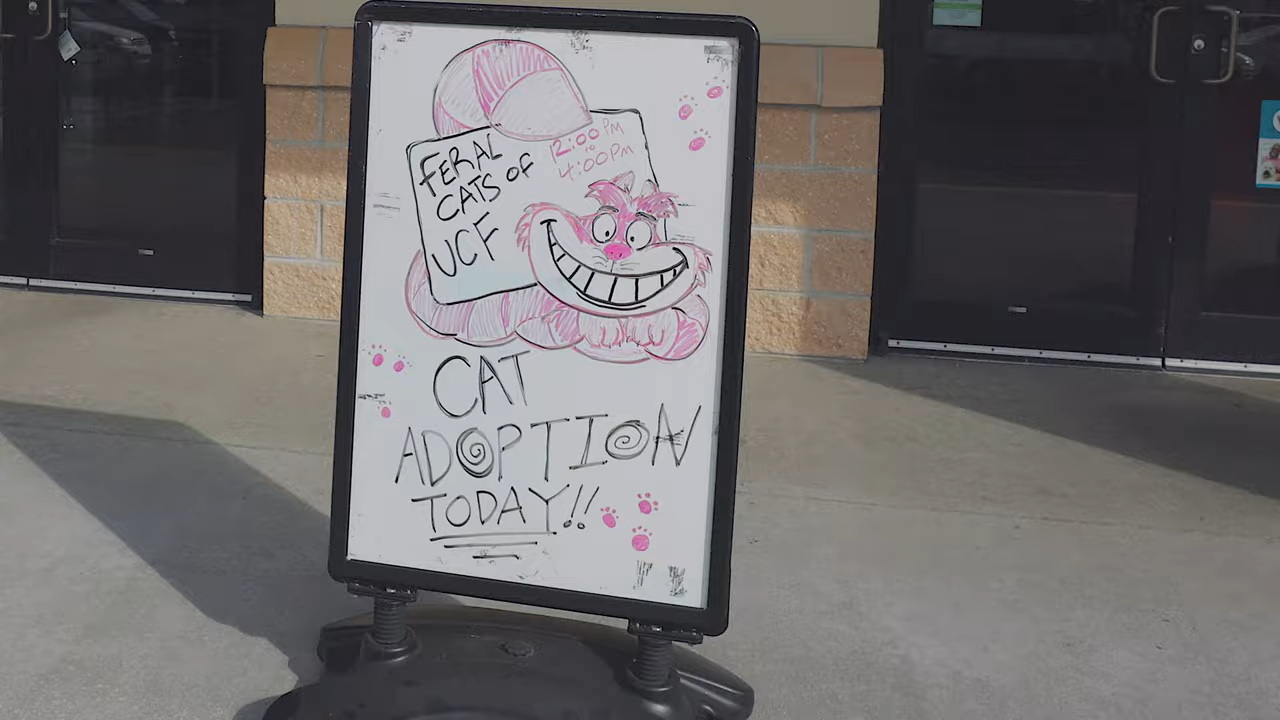 FERAL
CATS OF
UCF
12:00 PM
to
4:00 PM
CAT
ADOPTION
TODAY!!